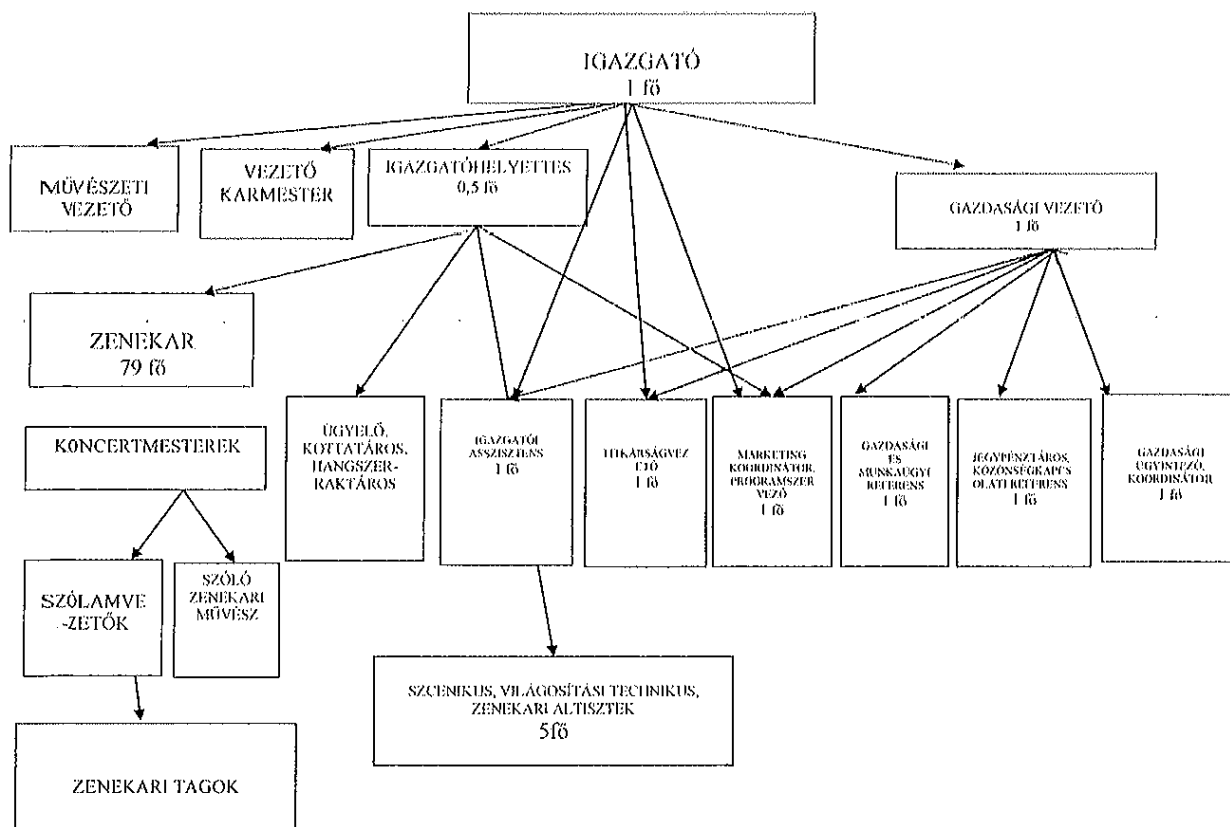 IGAZGATÓ
1 fő
MŰVÉSZETI
VEZETŐ
VEZETŐ
KARMESTER
IGAZGATÓHELYETTES
0,5 fő
GAZDASÁGI VEZETŐ
1 fő
ZENEKAR
79 fő
KONCERTMESTEREK
ÜGYELŐ,
KOTTATÁROS,
HANGSZER-
RAKTÁROS
IGAZGATÓI
ASSZISZTENS
1 fő
TITKÁRSÁGVEZ
ETŐ
1 fő
MARKETING
KOORDINÁTOR,
PROGRAMSZER
VEZŐ
1 fő
GAZDASÁGI
ÉS
MUNKAÜGYI
REFERENS
1 fő
JEGYPÉNZTÁROS,
KÖZÖNSÉGKAPCS
OLATI REFERENS
1 fő
GAZDASÁGI
ÜGYINTÉZŐ,
KOORDINÁTOR
1 fő
SZÓLAMVE
-ZETŐK
SZÓLÓ
ZENEKARI
MŰVÉSZ
SZCENIKUS, VILÁGOSÍTÁSI TECHNIKUS,
ZENEKARI ALTISZTEK
5fő
ZENEKARI TAGOK